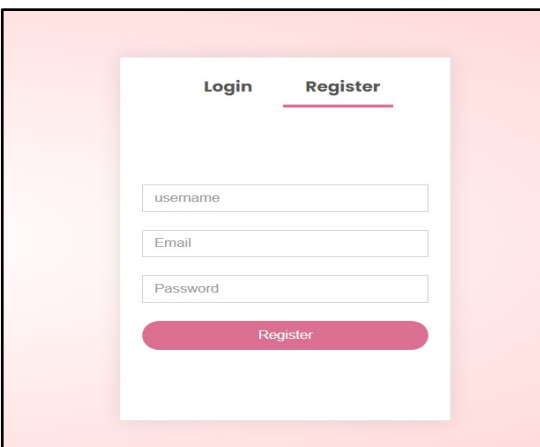 Login Register
username
Email
Password
Register